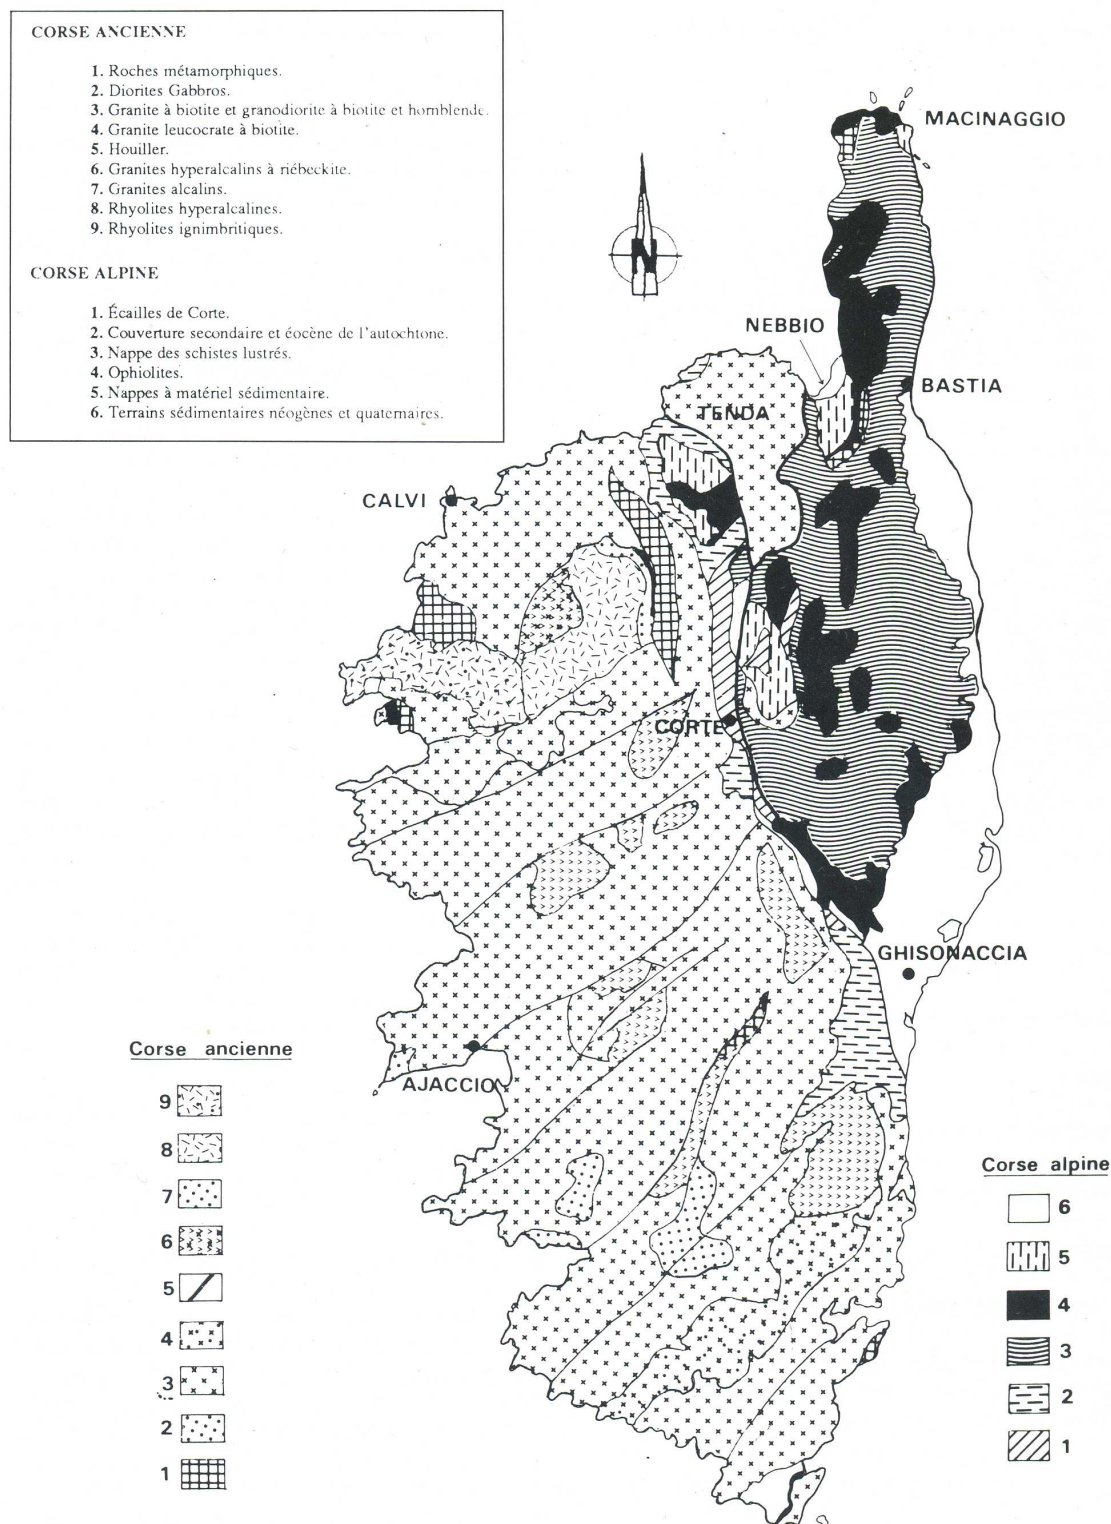 CORSE ANCIENNE
1. Roches métamorphiques.
2. Diorites Gabbros.
3. Granite à biotite et granodiorite à biotite et hornblende.
4. Granite leucocrate à biotite.
5. Houiller.
6. Granites hyperalcalins à riébeckite.
7. Granites alcalins.
8. Rhyolites hyperalcalines.
9. Rhyolites ignimbritiques.
CORSE ALPINE
1. Écailles de Corte.
2. Couverture secondaire et éocène de l'autochtone.
3. Nappe des schistes lustrés.
4. Ophiolites.
5. Nappes à matériel sédimentaire.
6. Terrains sédimentaires néogènes et quaternaires.
MACINAGGIO
N
NEBBIO
BASTIA
TENDA
CALVI
CORTE
GHISONACCIA
AJACCIO
Corse ancienne
9
8
7
6
5
4
3
2
1
Corse alpine
6
5
4
3
2
1